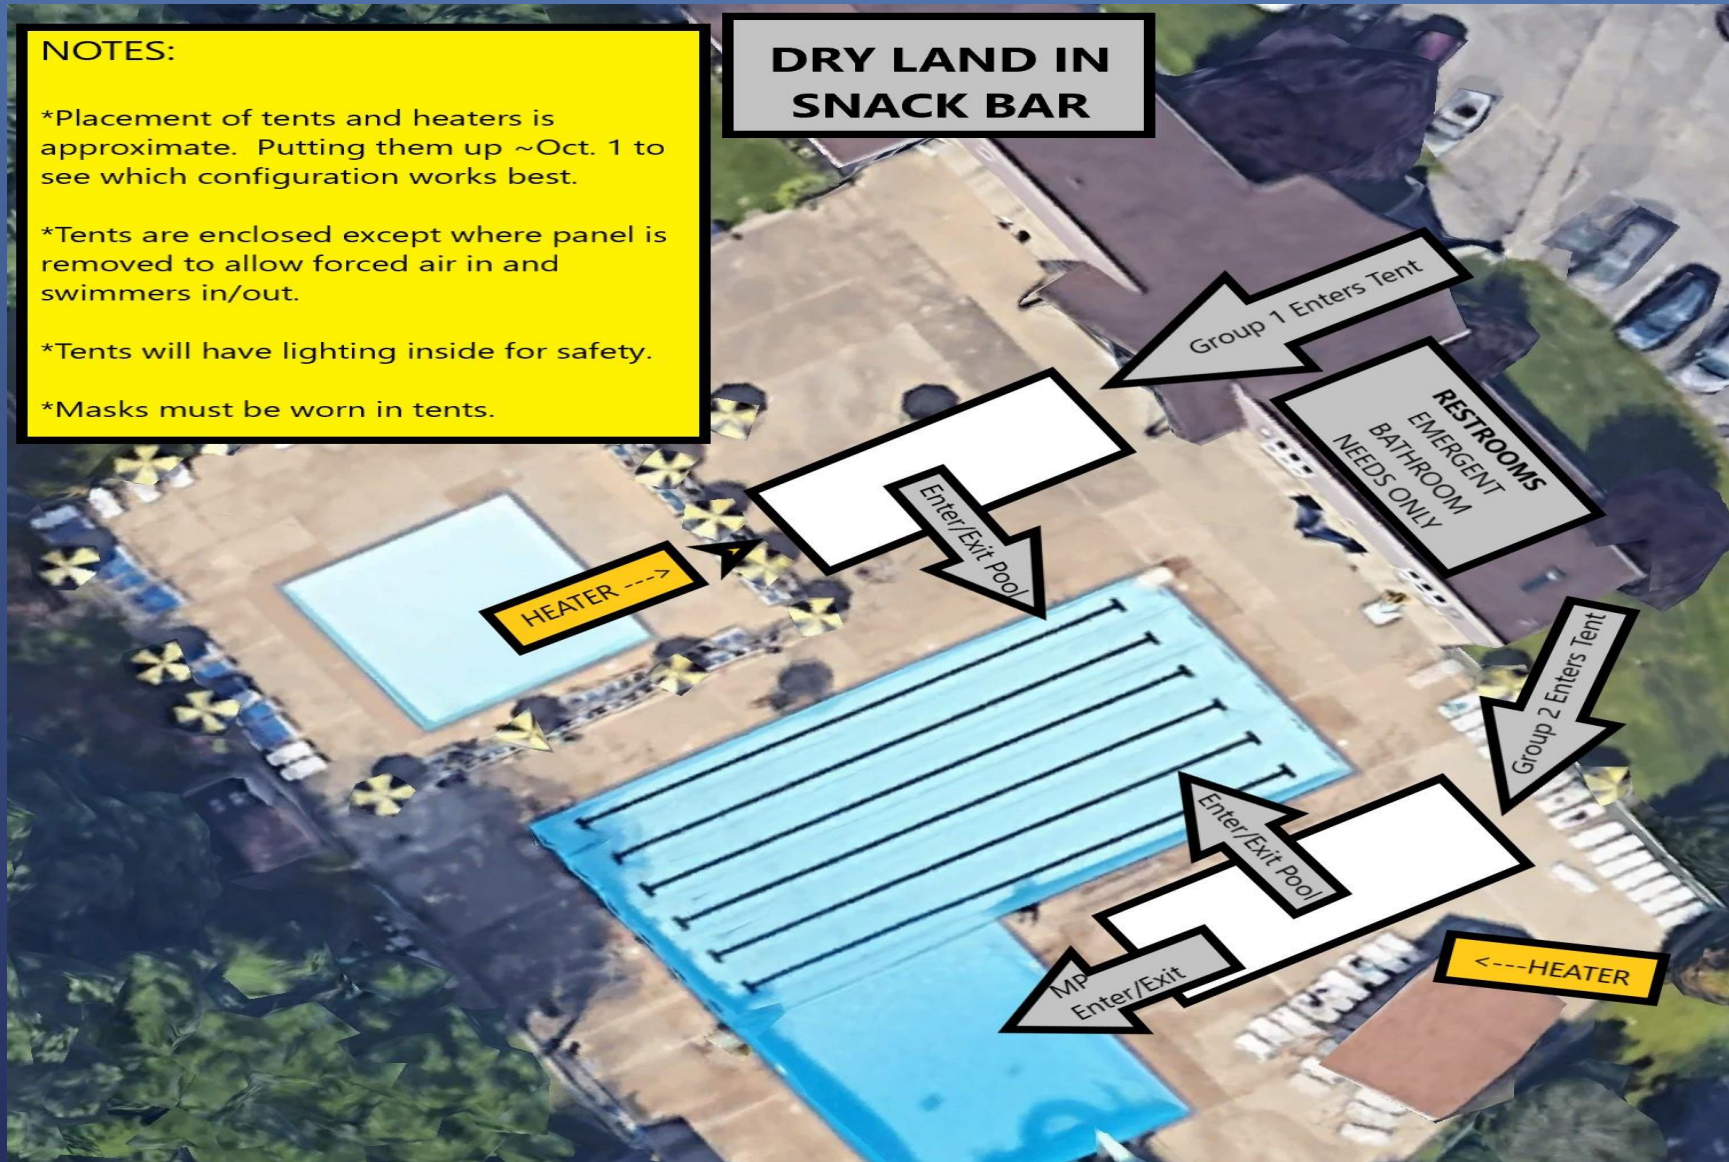 NOTES:
*Placement of tents and heaters is
approximate.  Putting them up ~Oct. 1 to
see which configuration works best.
*Tents are enclosed except where panel is
removed to allow forced air in and
swimmers in/out.
*Tents will have lighting inside for safety.
*Masks must be worn in tents.
DRY LAND IN
SNACK BAR
Group 1 Enters Tent
RESTROOMS
EMERGENT
BATHROOM
NEEDS ONLY
Enter/Exit Pool
HEATER ---->
Group 2 Enters Tent
Enter/Exit Pool
MP
Enter/Exit
<---HEATER